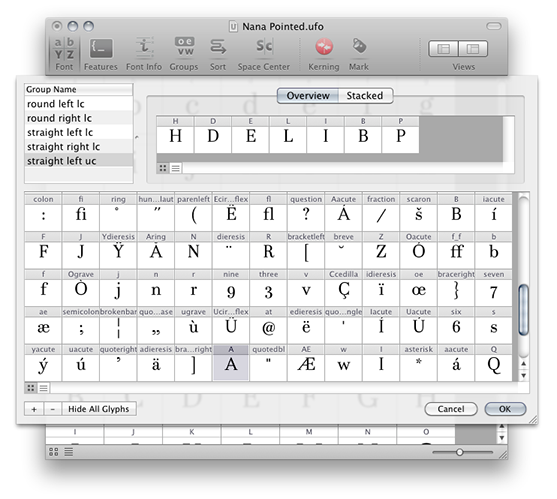 Nana Pointed.ufo
Font Features Font Info Groups Sort Space Center Kerning Mark Views
Group Name
round left lc
round right lc
straight left lc
straight right lc
straight left uc
Overview Stacked
H D E L I B P
H D E L I B P
colon fi ring hun...laut parenleft Ecir...flex fl question Aacute fraction scaron B iacute
: fi ˚ ˝ ( Ë fl ? Á ⁄ š B í
F J Ydieresis Aring N dieresis R bracketleft breve Z Oacute f_f b
F J Ÿ Å N ¨ R [ ˘ Z Ó ff b
f Ograve j n r nine three v Ccedilla idieresis oe braceright seven
f Ò j n r 9 3 v Ç ï œ } 7
ae semicolon brokenbar quo...ase ugrave Ucir...flex at edieresis quo...ngle Iacute Uacute six s
æ ; ¦ „ ù Ü @ ë ' Í Ú 6 s
yacute uacute quoteright adieresis bra...right A quotedbl AE w I asterisk aacute Q
ý ú ’ ä ] A " Æ w I * á Q
+ - Hide All Glyphs Cancel OK
I J K L M N O